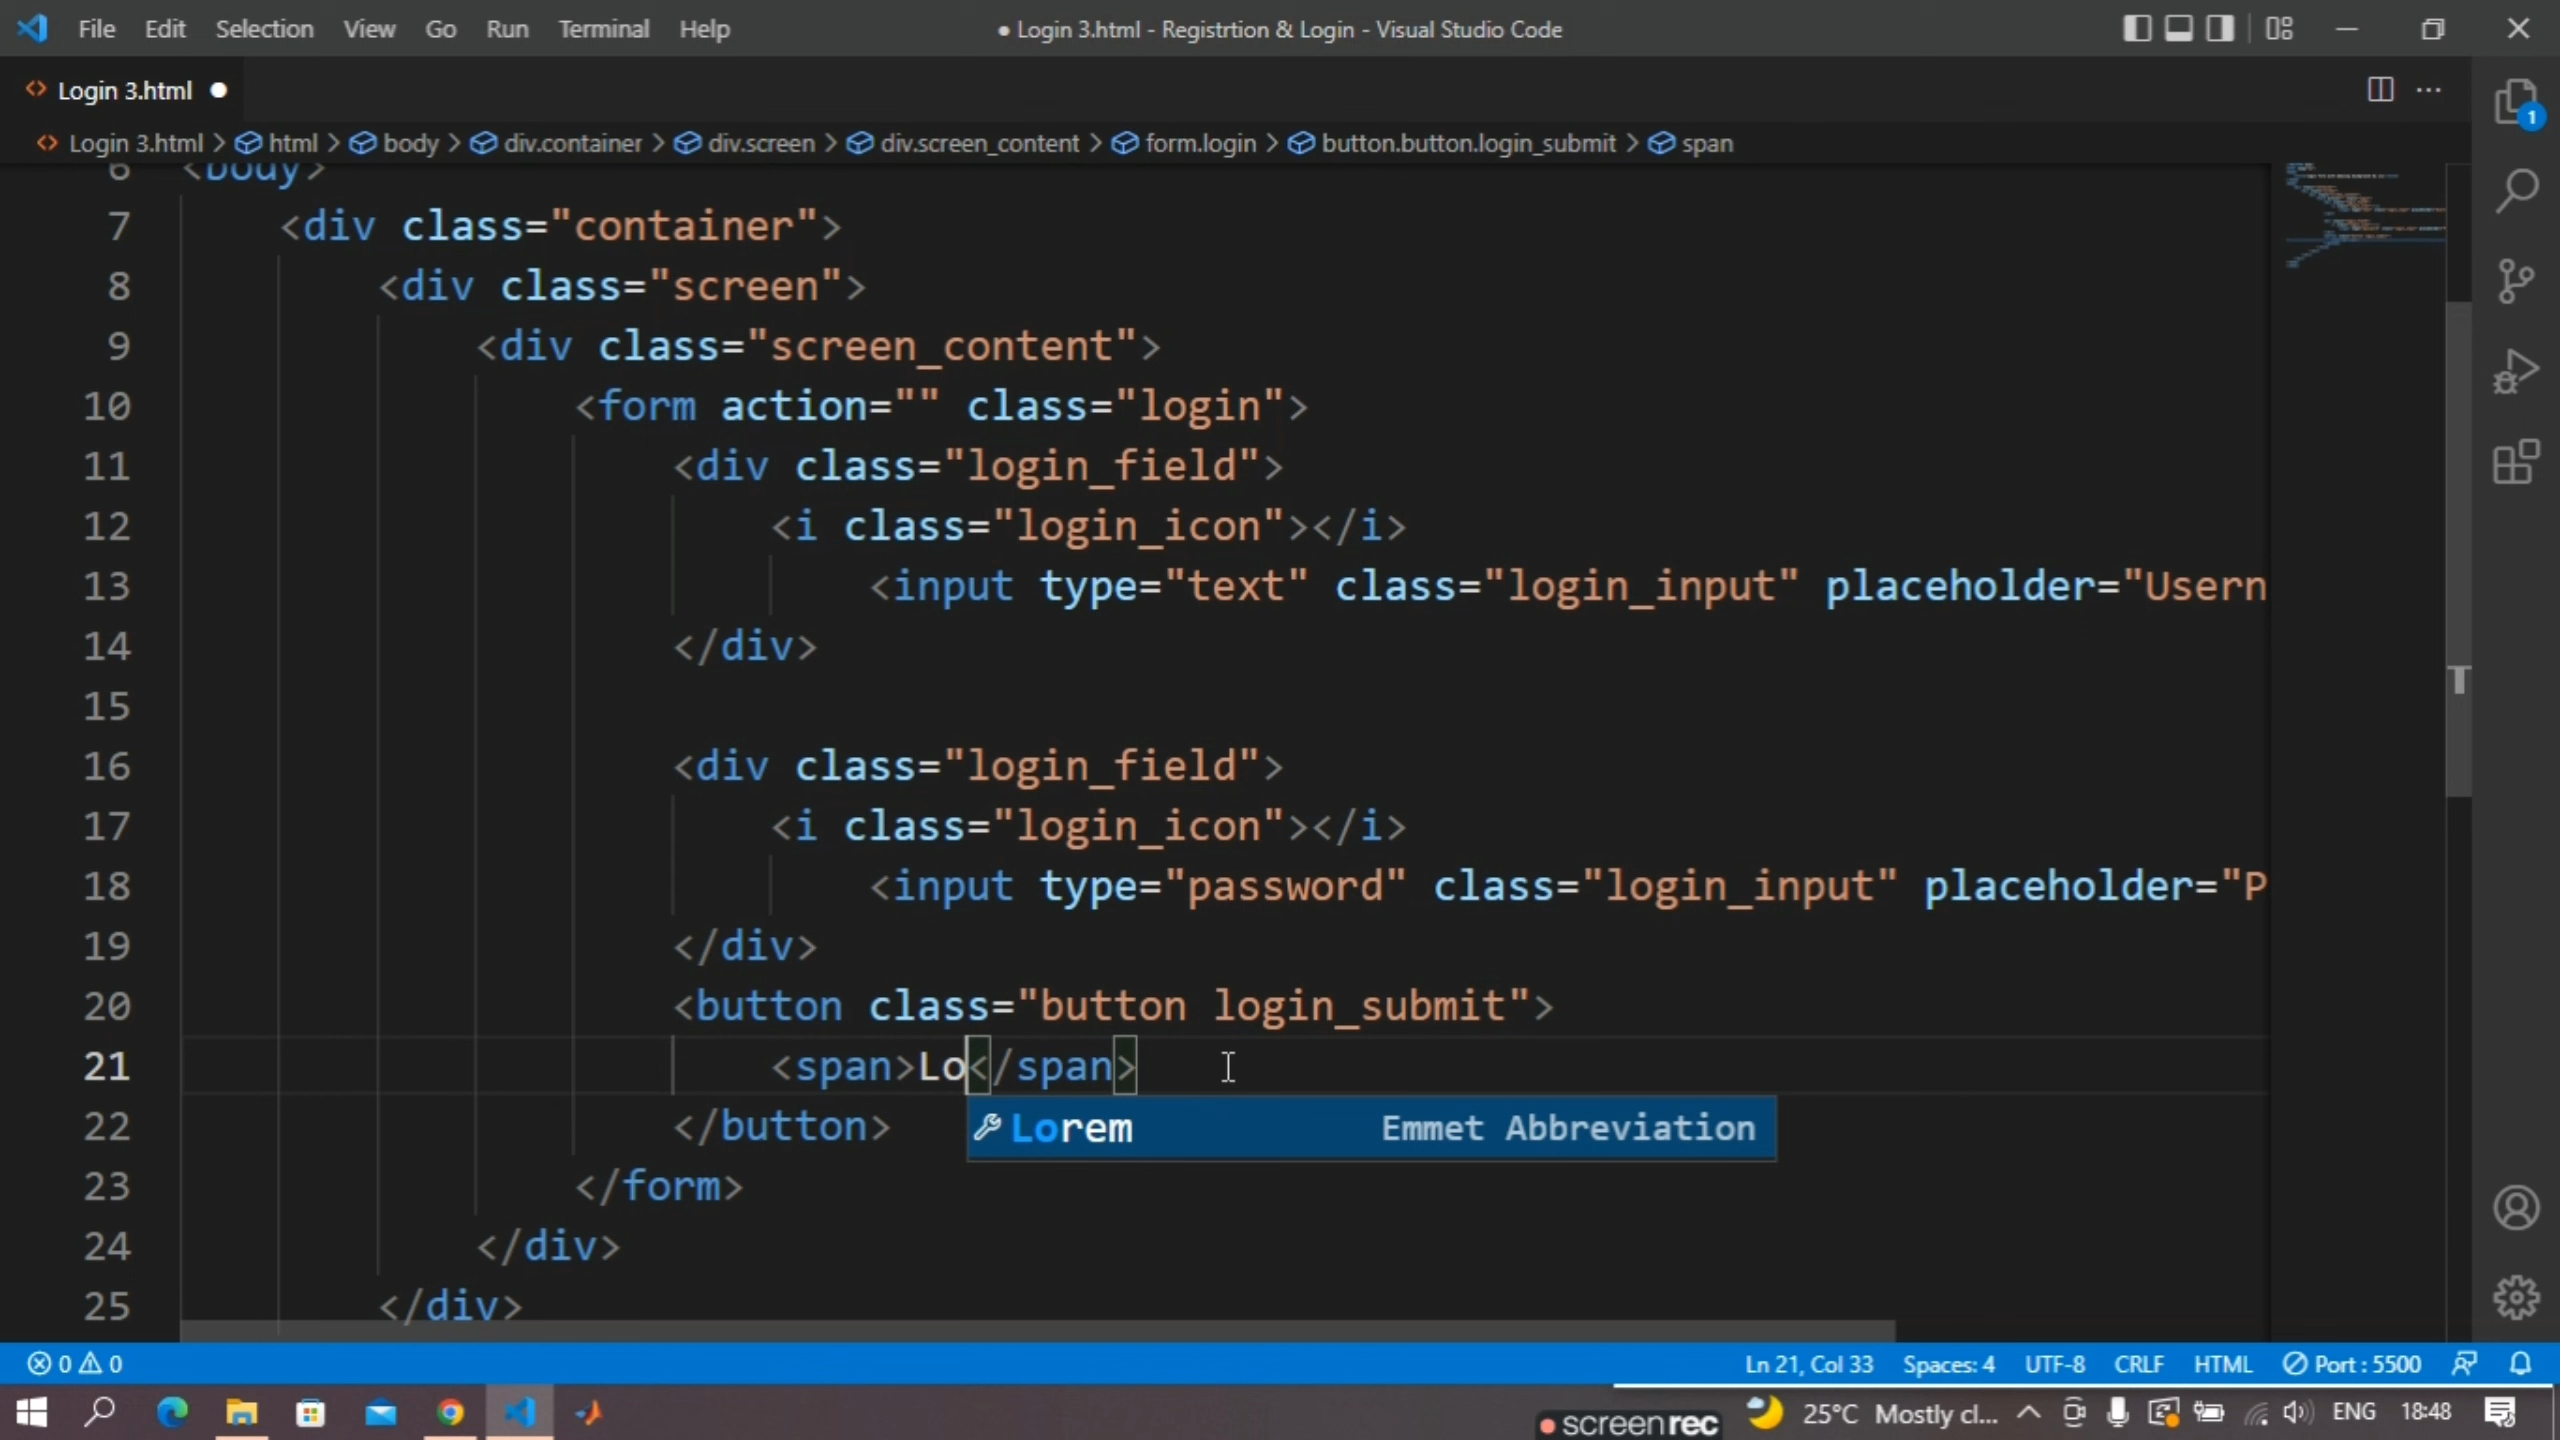 File Edit Selection View Go Run Terminal Help ● Login 3.html - Registrtion & Login - Visual Studio Code
Login 3.html
Login 3.html > html > body > div.container > div.screen > div.screen_content > form.login > button.button.login_submit > span
6 <body>
7 <div class="container">
8 <div class="screen">
9 <div class="screen_content">
10 <form action="" class="login">
11 <div class="login_field">
12 <i class="login_icon"></i>
13 <input type="text" class="login_input" placeholder="Usern
14 </div>
15
16 <div class="login_field">
17 <i class="login_icon"></i>
18 <input type="password" class="login_input" placeholder="P
19 </div>
20 <button class="button login_submit">
21 <span>Lo</span>
22 </button>
Lorem Emmet Abbreviation
23 </form>
24 </div>
25 </div>
1
0 0 Ln 21, Col 33 Spaces: 4 UTF-8 CRLF HTML Port : 5500
screenrec 25°C Mostly cl... ENG 18:48